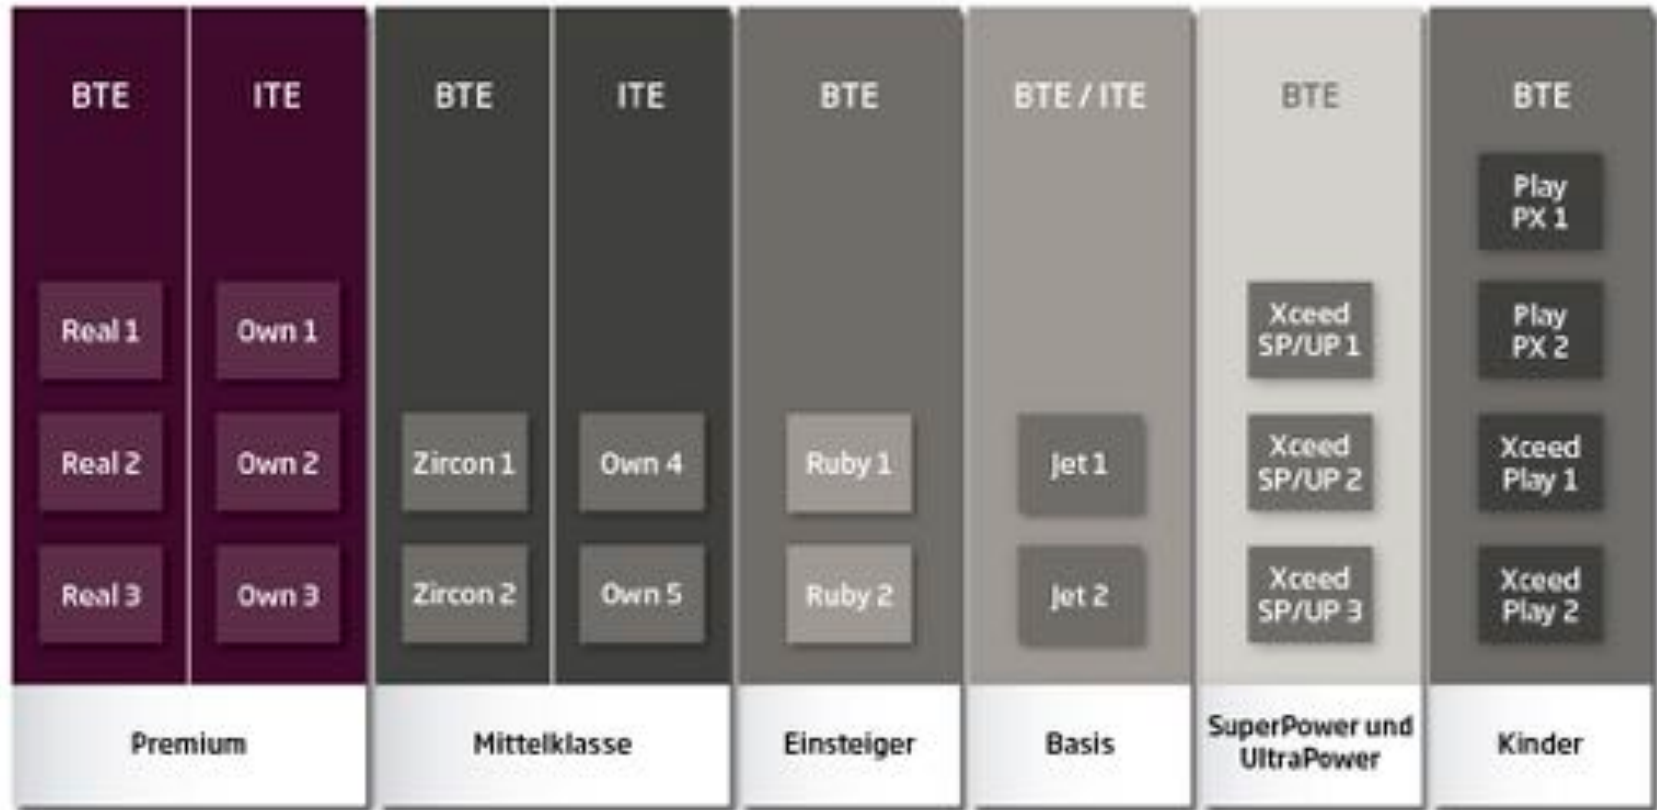 BTE
ITE
BTE
ITE
BTE
BTE / ITE
BTE
BTE
Play
PX 1
Real 1
Own 1
Xceed
SP/UP 1
Play
PX 2
Real 2
Own 2
Zircon 1
Own 4
Ruby 1
Jet 1
Xceed
SP/UP 2
Xceed
Play 1
Real 3
Own 3
Zircon 2
Own 5
Ruby 2
Jet 2
Xceed
SP/UP 3
Xceed
Play 2
Premium
Mittelklasse
Einsteiger
Basis
SuperPower und
UltraPower
Kinder